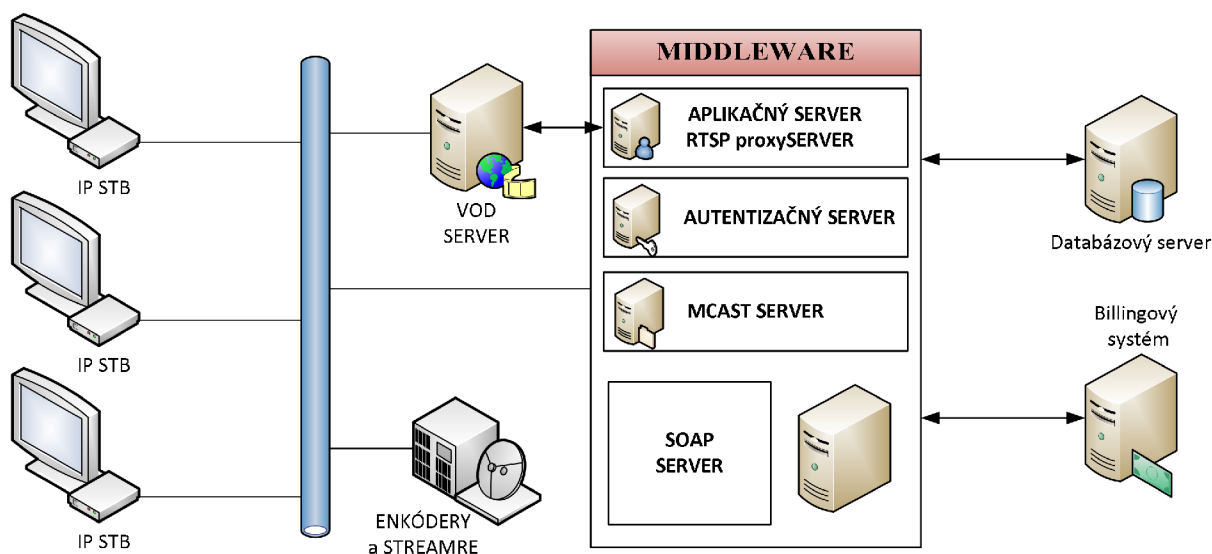 IP STB
IP STB
IP STB
VOD
SERVER
ENKÓDERY
a STREAMRE
MIDDLEWARE
APLIKAČNÝ SERVER
RTSP proxySERVER
AUTENTIZAČNÝ SERVER
MCAST SERVER
SOAP
SERVER
Databázový server
Billingový
systém